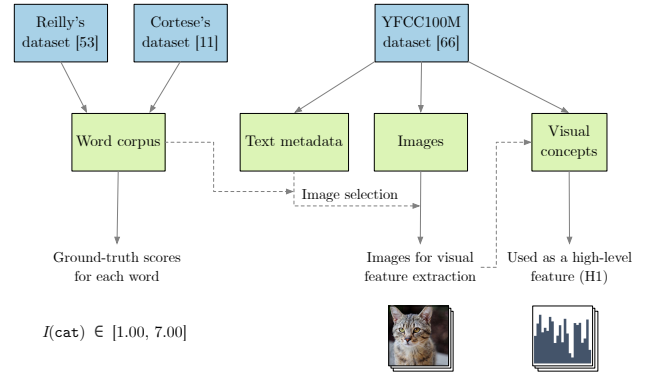 Reilly's
dataset [53]
Cortese's
dataset [11]
YFCC100M
dataset [66]
Word corpus
Text metadata
Images
Visual
concepts
Image selection
Ground-truth scores
for each word
Images for visual
feature extraction
Used as a high-level
feature (H1)
I(cat) ∈ [1.00, 7.00]